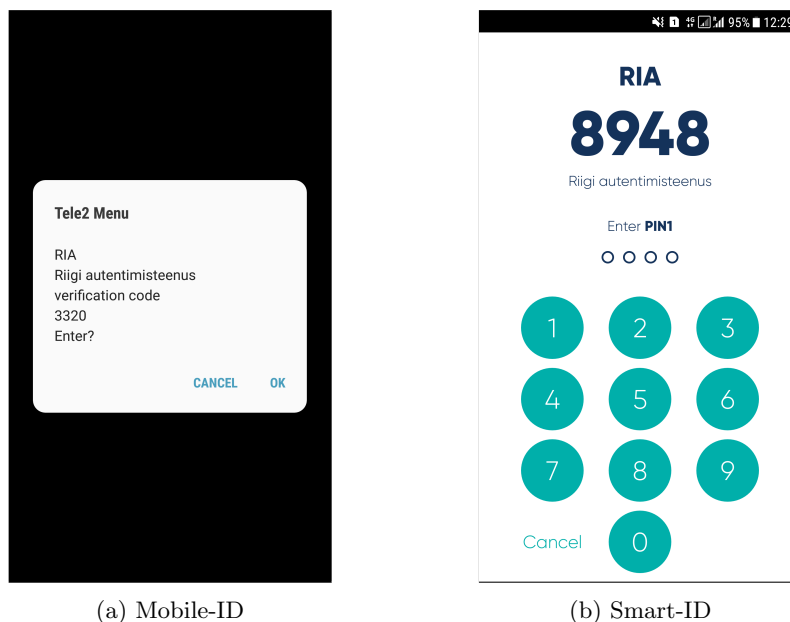 Tele2 Menu
RIA
Riigi autentimisteenus
verification code
3320
Enter?
CANCEL OK
(a) Mobile-ID
4G 95% 12:29
RIA
8948
Riigi autentimisteenus
Enter PIN1
1 2 3
4 5 6
7 8 9
Cancel 0
(b) Smart-ID